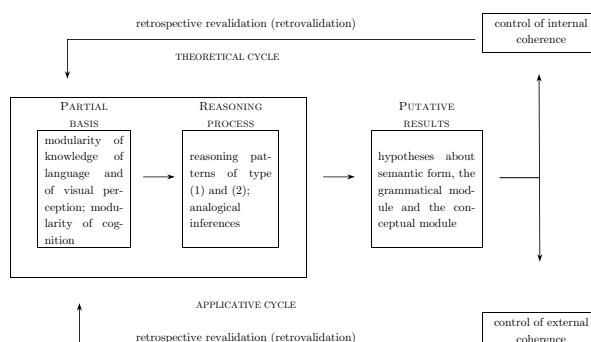 retrospective revalidation (retrovalidation)
control of internal
coherence
THEORETICAL CYCLE
PARTIAL
BASIS
REASONING
PROCESS
PUTATIVE
RESULTS
modularity of
knowledge of
language and
of visual per-
ception; modu-
larity of cog-
nition
reasoning pat-
terns of type
(1) and (2);
analogical
inferences
hypotheses about
semantic form, the
grammatical mod-
ule and the con-
ceptual module
APPLICATIVE CYCLE
retrospective revalidation (retrovalidation)
control of external
coherence